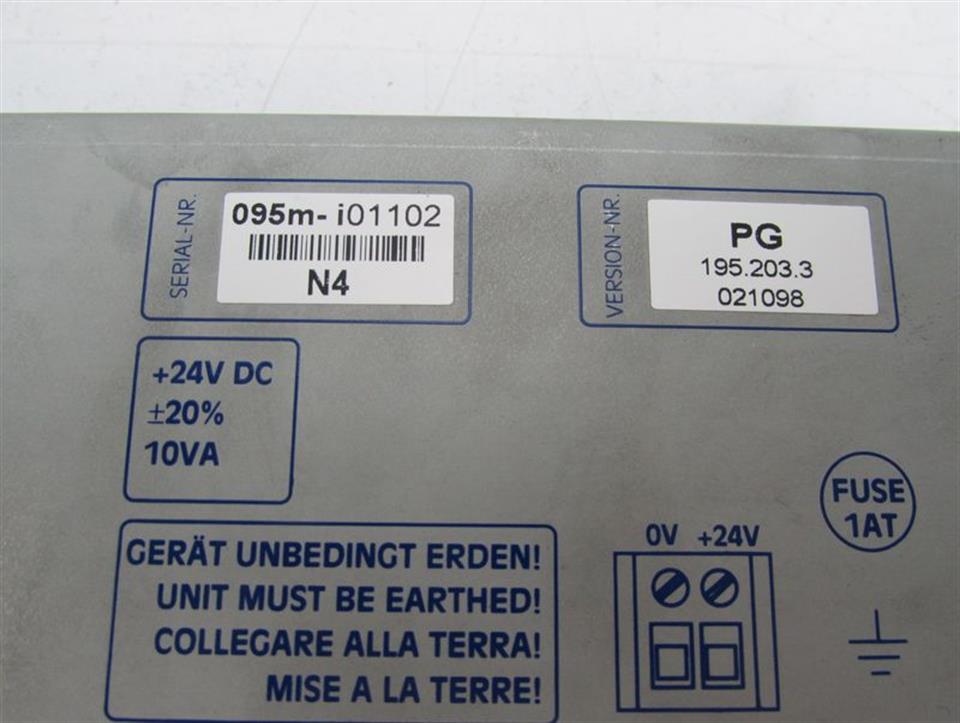 SERIAL-NR.
095m- i01102
N4
VERSION-NR.
PG
195.203.3
021098
+24V DC
±20%
10VA
FUSE
1AT
0V +24V
GERÄT UNBEDINGT ERDEN!
UNIT MUST BE EARTHED!
COLLEGARE ALLA TERRA!
MISE A LA TERRE!